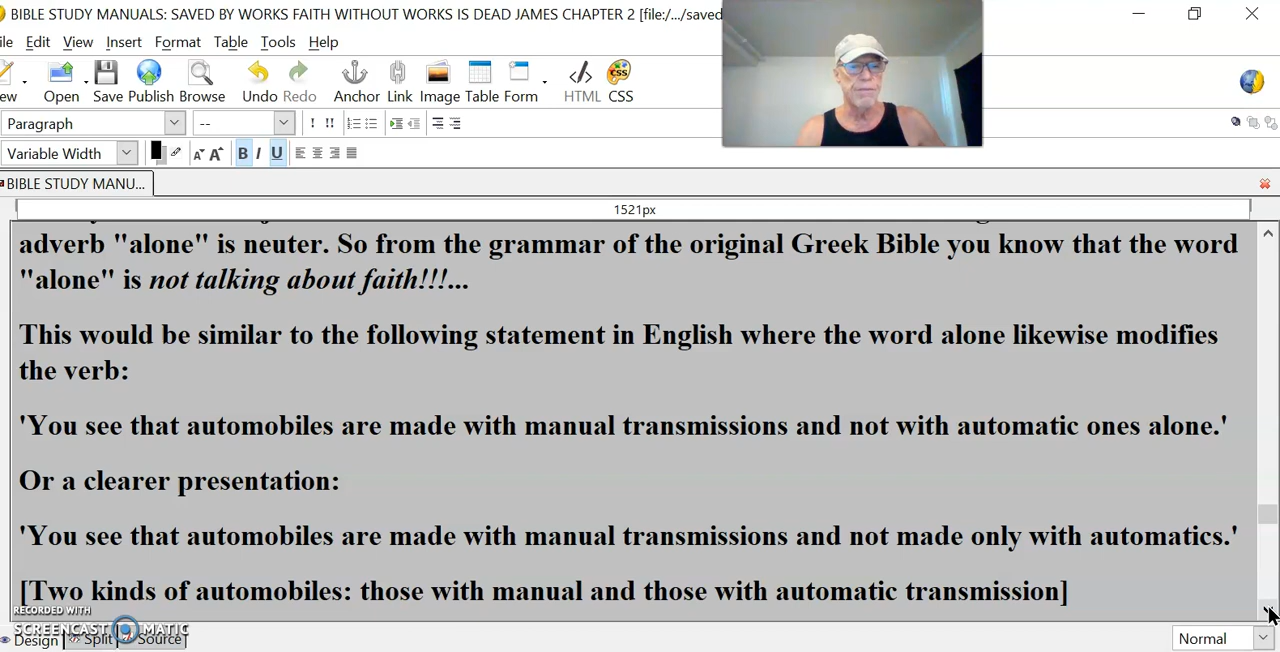 BIBLE STUDY MANUALS: SAVED BY WORKS FAITH WITHOUT WORKS IS DEAD JAMES CHAPTER 2 [file:/.../saved
ile Edit View Insert Format Table Tools Help
ew Open Save Publish Browse Undo Redo Anchor Link Image Table Form HTML CSS
Paragraph -- ! !!
Variable Width A A B I U
BIBLE STUDY MANU...
1521px
adverb "alone" is neuter. So from the grammar of the original Greek Bible you know that the word
"alone" is not talking about faith!!!...
This would be similar to the following statement in English where the word alone likewise modifies
the verb:
'You see that automobiles are made with manual transmissions and not with automatic ones alone.'
Or a clearer presentation:
'You see that automobiles are made with manual transmissions and not made only with automatics.'
[Two kinds of automobiles: those with manual and those with automatic transmission]
RECORDED WITH
SCREENCAST MATIC
Design Split Source
Normal